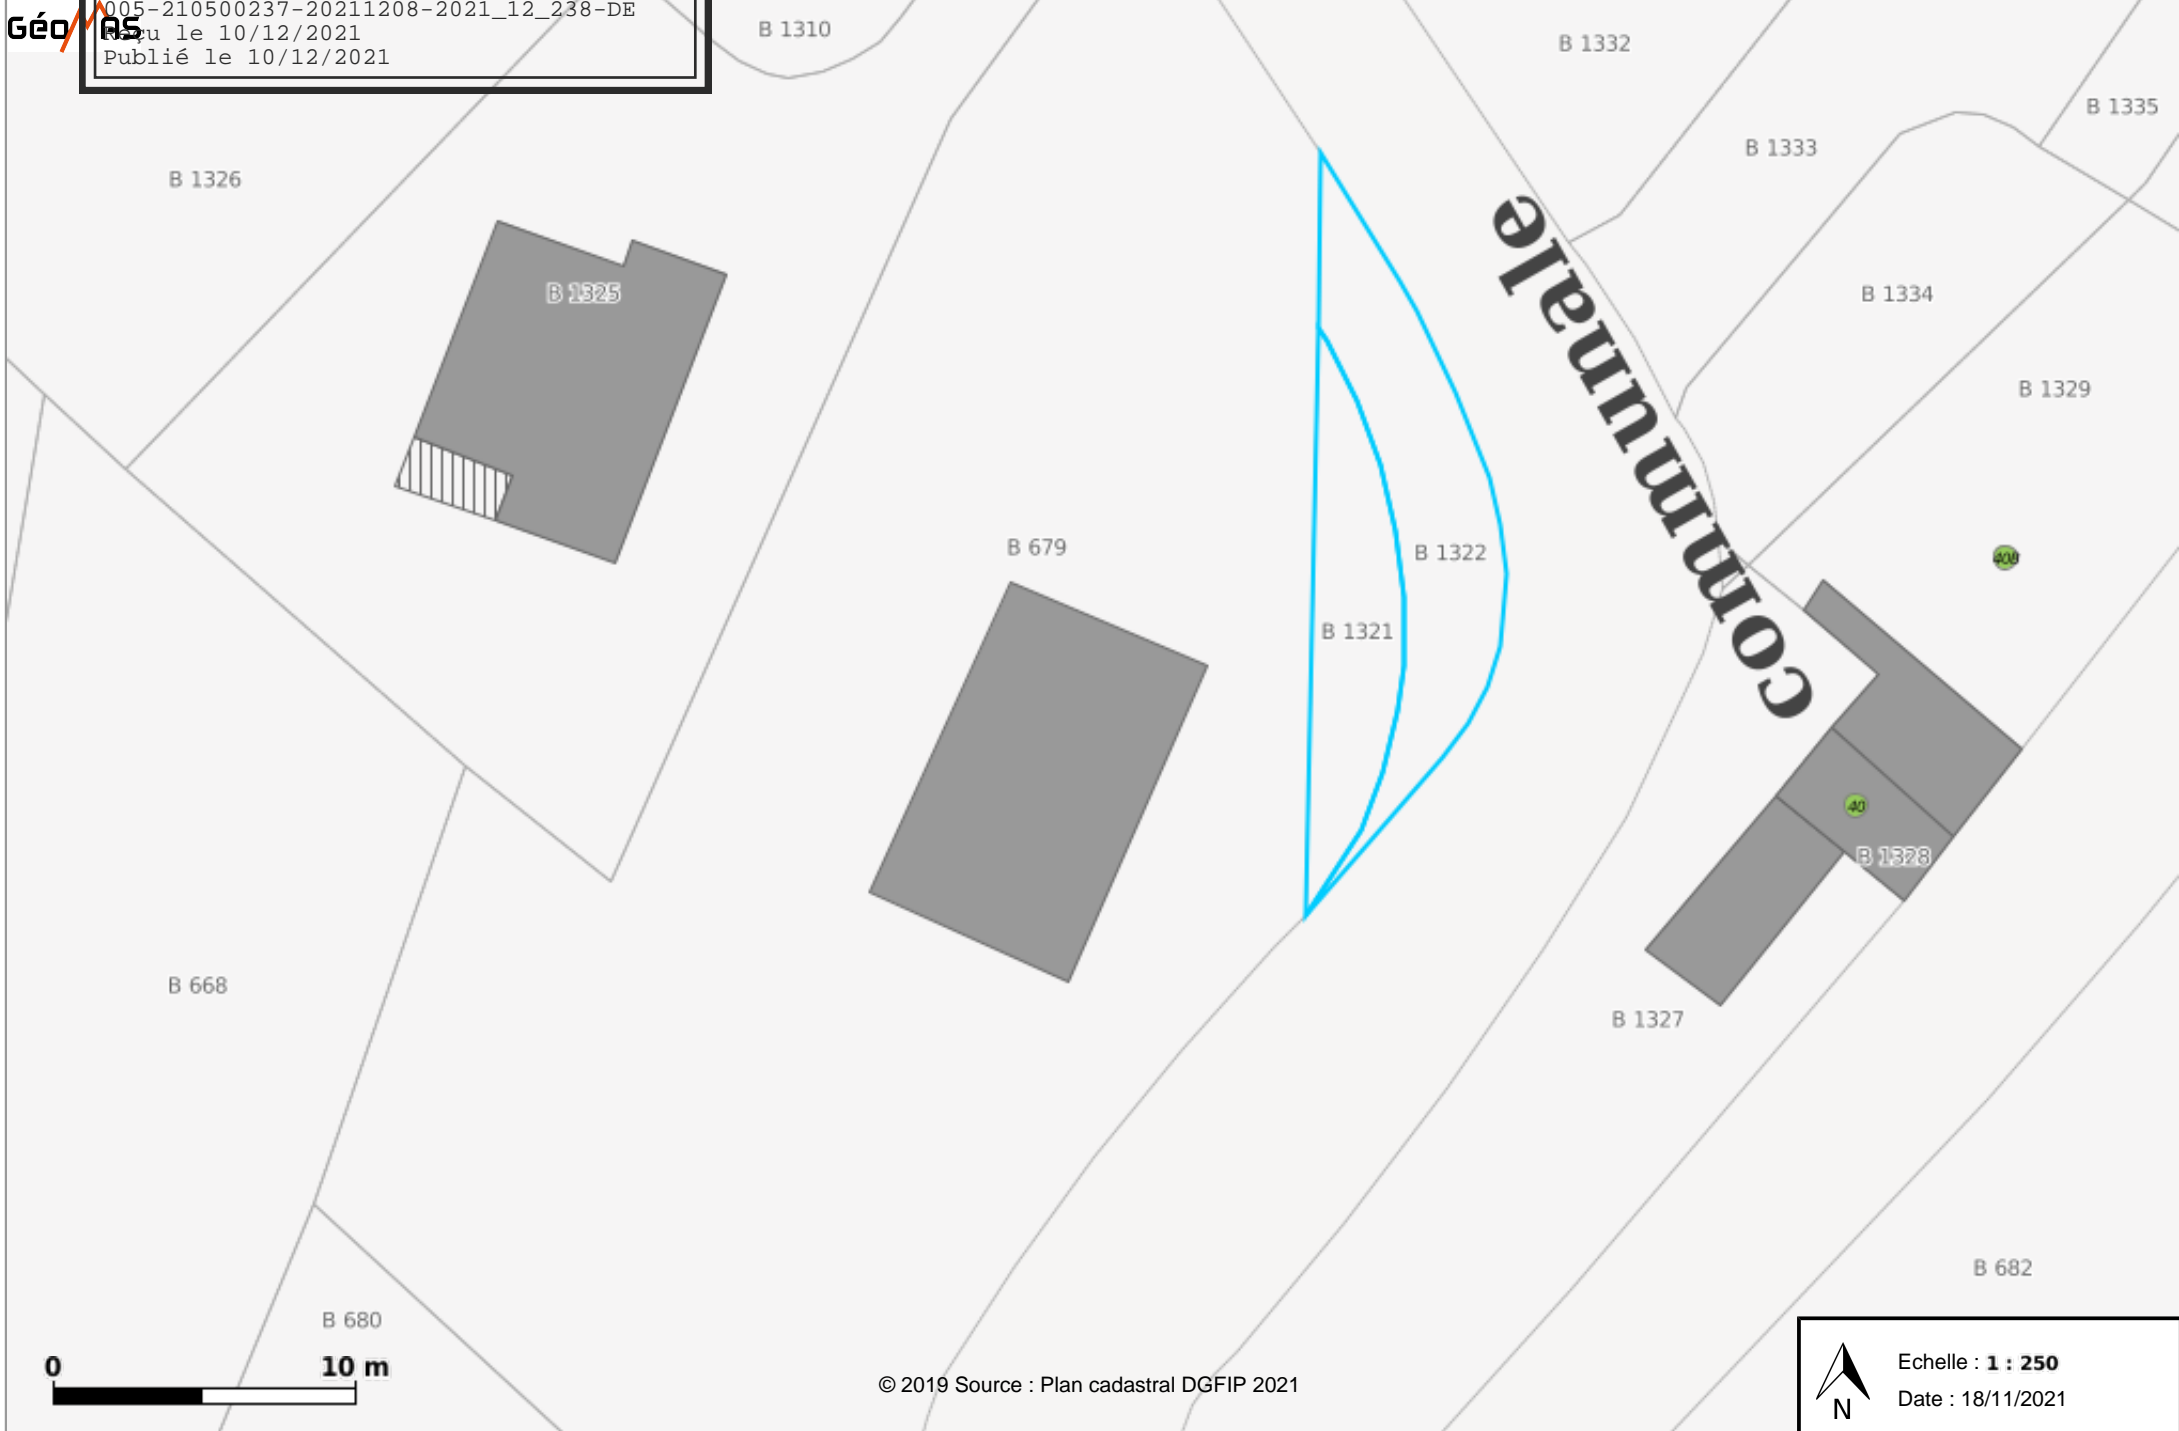 005-210500237-20211208-2021_12_238-DE
GéoMAS
Reçu le 10/12/2021
Publié le 10/12/2021
B 1310
B 1332
B 1335
B 1333
B 1326
B 1325
B 1334
communale
B 1329
B 679
B 1322
40B
B 1321
40
B 1328
B 668
B 1327
B 682
B 680
0 10 m
© 2019 Source : Plan cadastral DGFIP 2021
Echelle : 1 : 250
Date : 18/11/2021
N